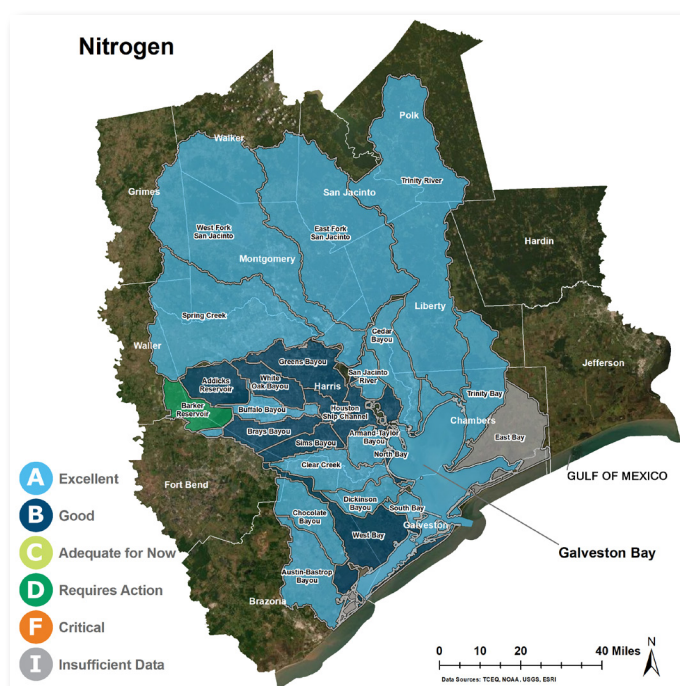 Nitrogen
Polk
Walker
Trinity River
Grimes
San Jacinto
West Fork
San Jacinto
East Fork
San Jacinto
Hardin
Montgomery
Liberty
Spring Creek
Cedar
Bayou
Waller
Jefferson
Greens Bayou
San Jacinto
River
Addicks
Reservoir
White
Oak Bayou
Harris
Trinity Bay
Barker
Reservoir
Buffalo Bayou
Houston
Ship Channel
Chambers
Brays Bayou
Armand-Taylor
Bayou
East Bay
Sims Bayou
North Bay
Clear Creek
GULF OF MEXICO
A Excellent
Fort Bend
Dickinson
Bayou
South Bay
B Good
Chocolate
Bayou
Galveston
West Bay
Galveston Bay
C Adequate for Now
Austin-Bastrop
Bayou
D Requires Action
Brazoria
F Critical
N
0 10 20 40 Miles
I Insufficient Data
Data Sources: TCEQ, NOAA, USGS, ESRI